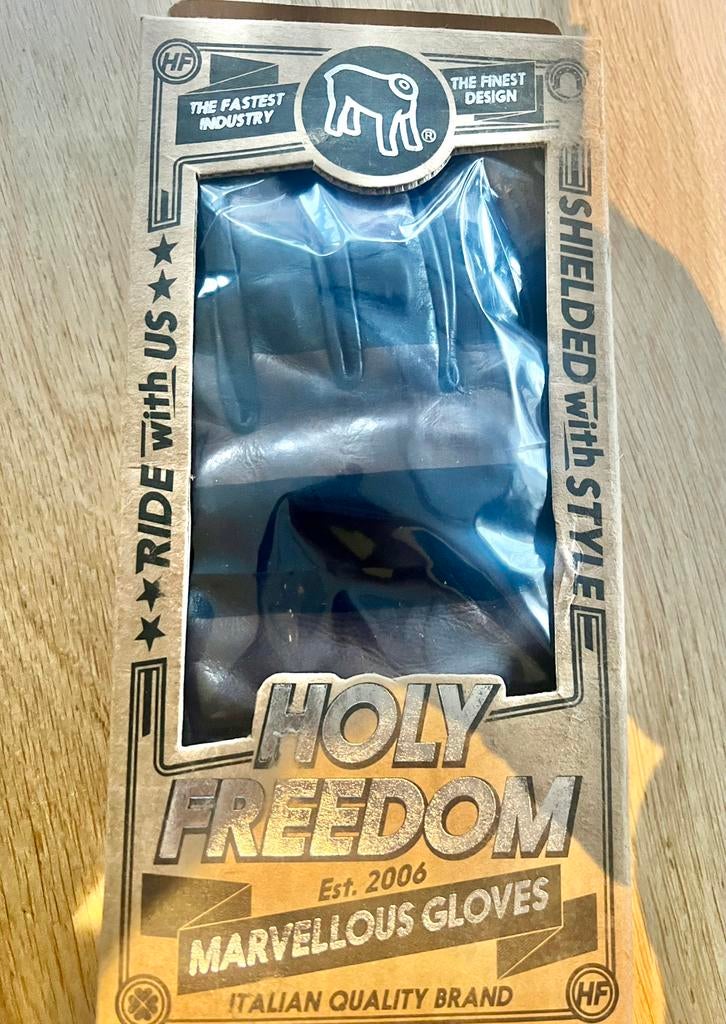 HF
THE FASTEST
INDUSTRY
®
THE FINEST
DESIGN
RIDE with US
SHIELDED with STYLE
HOLY
FREEDOM
Est. 2006
MARVELLOUS GLOVES
ITALIAN QUALITY BRAND
HF